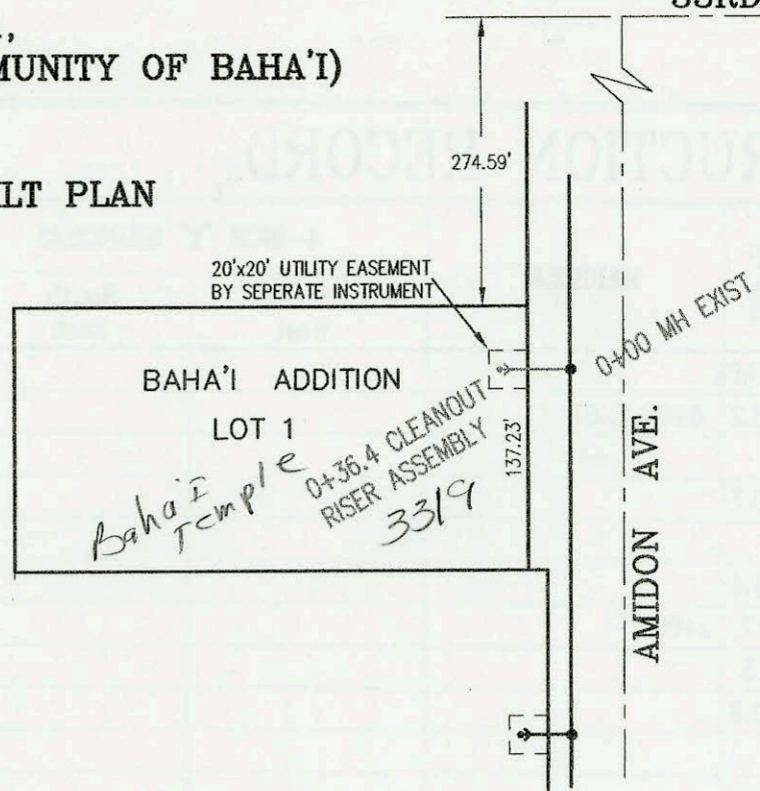 33RD
MUNITY OF BAHA'I)
LT PLAN
274.59'
20'x20' UTILITY EASEMENT
BY SEPERATE INSTRUMENT
0+00 MH EXIST
BAHA'I ADDITION
LOT 1
0+36.4 CLEANOUT
RISER ASSEMBLY
3319
Baha'I
Temple
137.23'
AMIDON AVE.